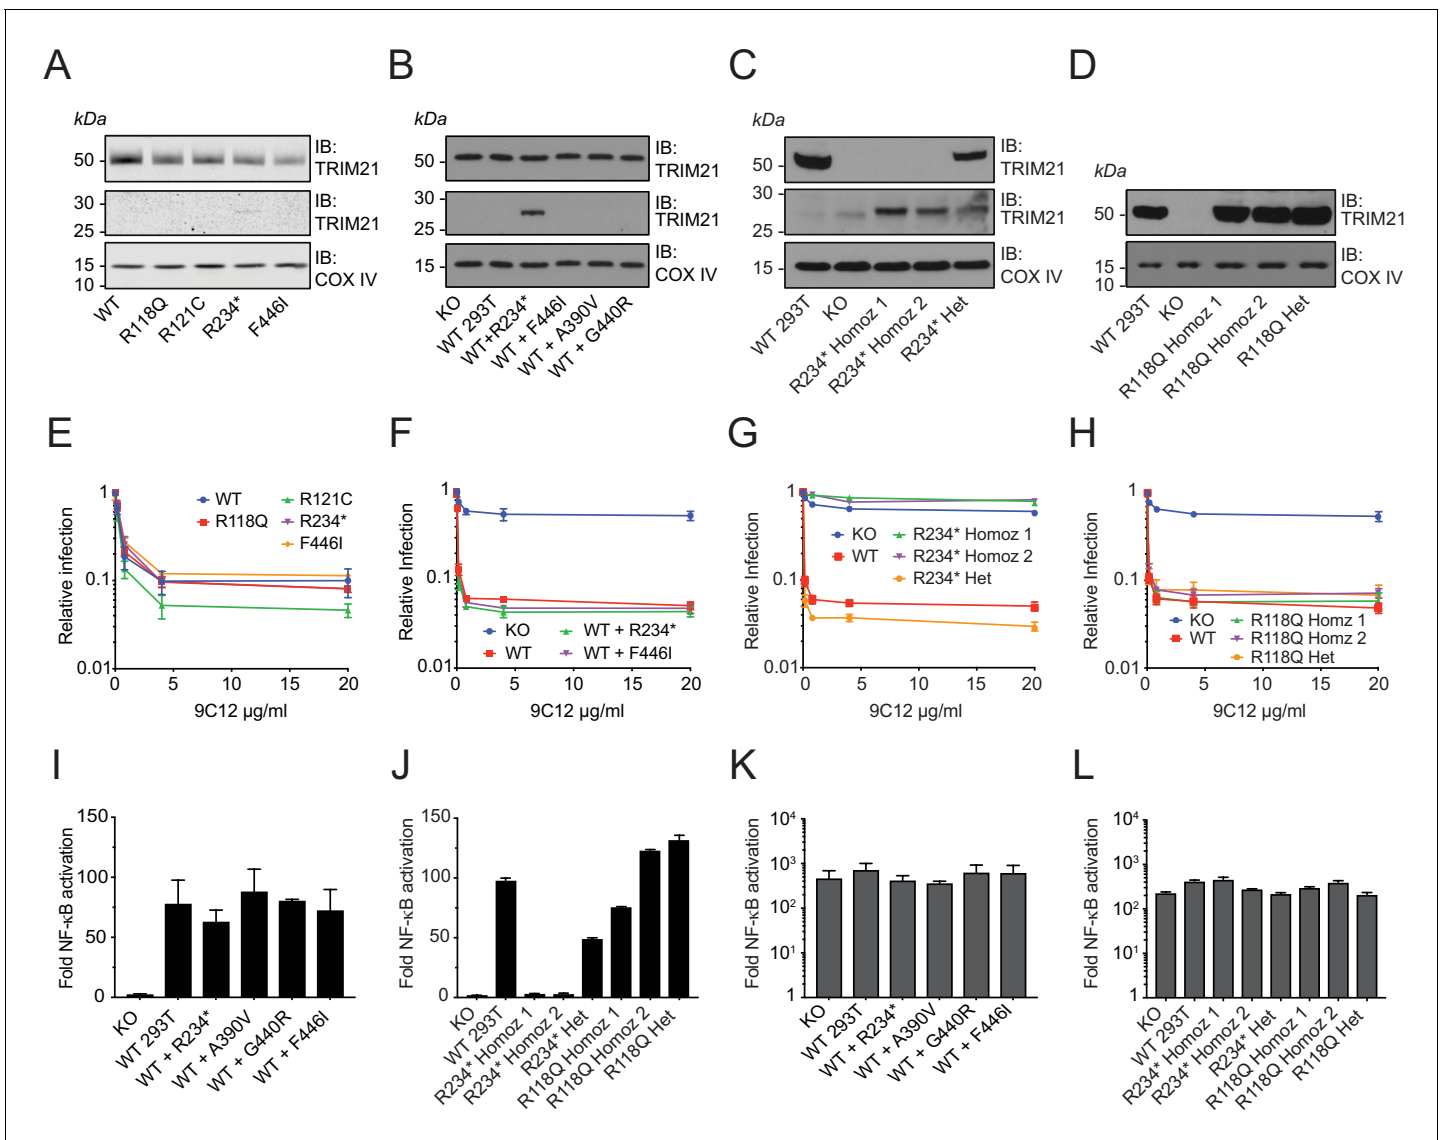 A
kDa
50
30
25
15
10
IB:
TRIM21
IB:
TRIM21
IB:
COX IV
WT
R118Q
R121C
R234*
F446I
B
kDa
50
30
25
15
IB:
TRIM21
IB:
TRIM21
IB:
COX IV
KO
WT 293T
WT+R234*
WT + F446I
WT + A390V
WT + G440R
C
kDa
50
30
25
15
IB:
TRIM21
IB:
TRIM21
IB:
COX IV
WT 293T
KO
R234* Homoz 1
R234* Homoz 2
R234* Het
D
kDa
50
15
10
IB:
TRIM21
IB:
COX IV
WT 293T
KO
R118Q Homoz 1
R118Q Homoz 2
R118Q Het
E
Relative Infection
1
0.1
0.01
0 5 10 15 20
9C12 µg/ml
WT
R118Q
R121C
R234*
F446I
F
Relative Infection
1
0.1
0.01
0 5 10 15 20
9C12 µg/ml
KO
WT
WT + R234*
WT + F446I
G
Relative Infection
1
0.1
0.01
0 5 10 15 20
9C12 µg/ml
KO
WT
R234* Homoz 1
R234* Homoz 2
R234* Het
H
Relative Infection
1
0.1
0.01
0 5 10 15 20
9C12 µg/ml
KO
WT
R118Q Homz 1
R118Q Homz 2
R118Q Het
I
Fold NF-κB activation
150
100
50
0
KO
WT 293T
WT + R234*
WT + A390V
WT + G440R
WT + F446I
J
Fold NF-κB activation
150
100
50
0
KO
WT 293T
R234* Homoz 1
R234* Homoz 2
R234* Het
R118Q Homoz 1
R118Q Homoz 2
R118Q Het
K
Fold NF-κB activation
10⁴
10³
10²
10¹
1
KO
WT 293T
WT + R234*
WT + A390V
WT + G440R
WT + F446I
L
Fold NF-κB activation
10⁴
10³
10²
10¹
1
KO
WT 293T
R234* Homoz 1
R234* Homoz 2
R234* Het
R118Q Homoz 1
R118Q Homoz 2
R118Q Het